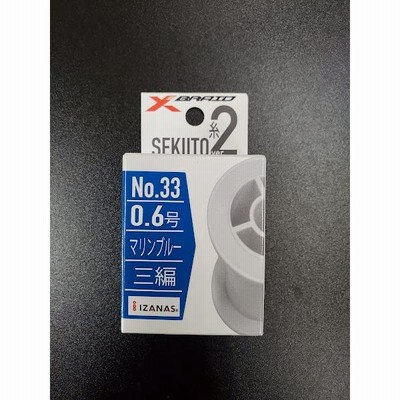 X-BRAID
SEKIITO 糸2
No.33
0.6号
マリンブルー
三編
IZANAS®